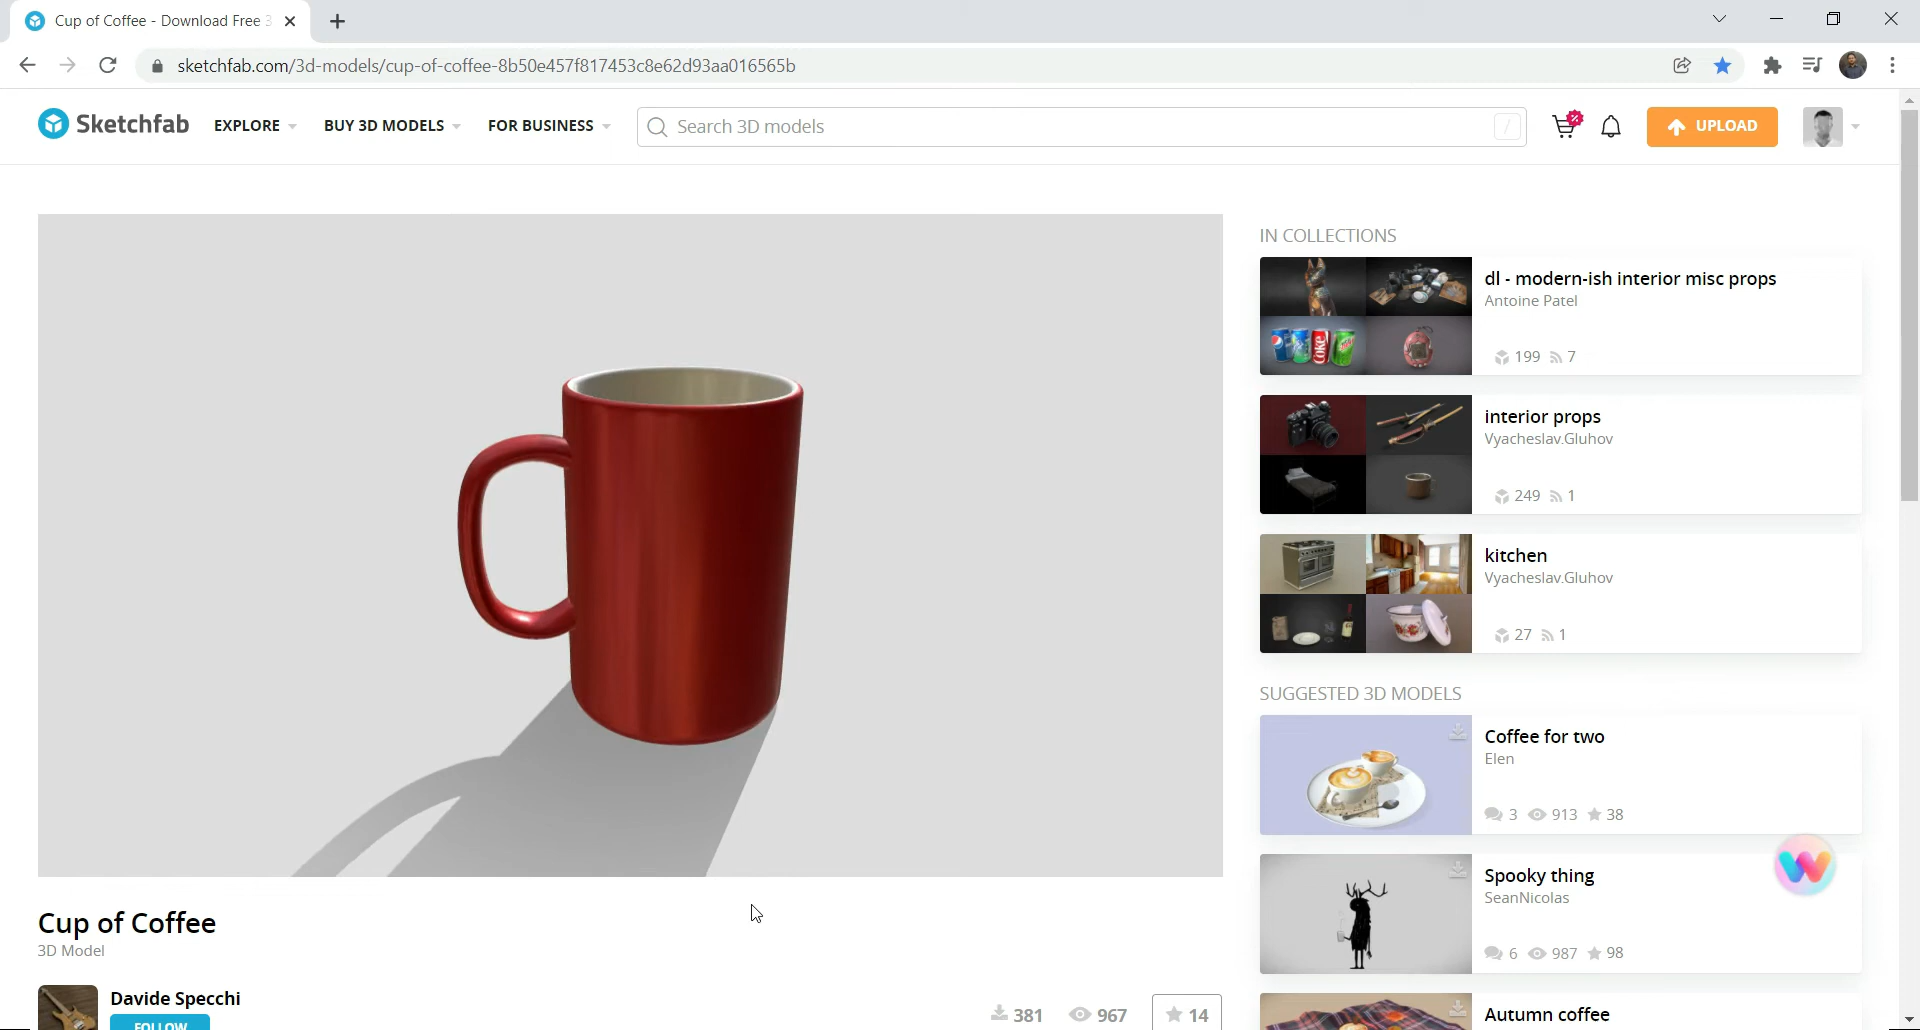 Cup of Coffee - Download Free 3
sketchfab.com/3d-models/cup-of-coffee-8b50e457f817453c8e62d93aa016565b
Sketchfab
EXPLORE
BUY 3D MODELS
FOR BUSINESS
Search 3D models
/
UPLOAD
IN COLLECTIONS
dl - modern-ish interior misc props
Antoine Patel
199 7
interior props
Vyacheslav.Gluhov
249 1
kitchen
Vyacheslav.Gluhov
27 1
SUGGESTED 3D MODELS
Coffee for two
Elen
3 913 38
Spooky thing
SeanNicolas
6 987 98
Autumn coffee
Cup of Coffee
3D Model
Davide Specchi
FOLLOW
381 967 14